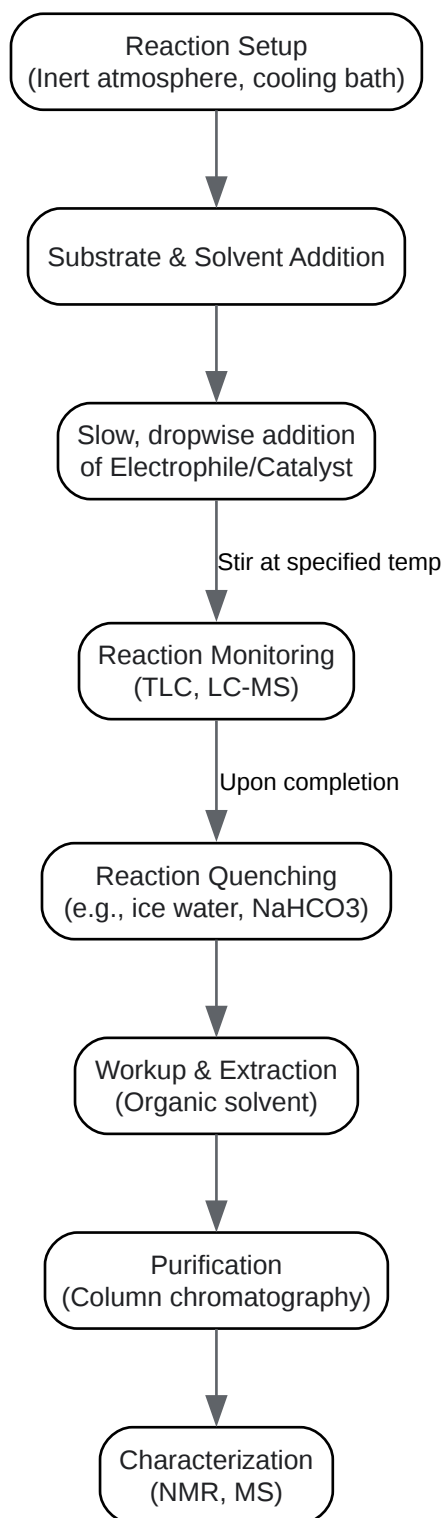 Reaction Setup
(Inert atmosphere, cooling bath)
Substrate & Solvent Addition
Slow, dropwise addition
of Electrophile/Catalyst
Stir at specified temp
Reaction Monitoring
(TLC, LC-MS)
Upon completion
Reaction Quenching
(e.g., ice water, NaHCO3)
Workup & Extraction
(Organic solvent)
Purification
(Column chromatography)
Characterization
(NMR, MS)